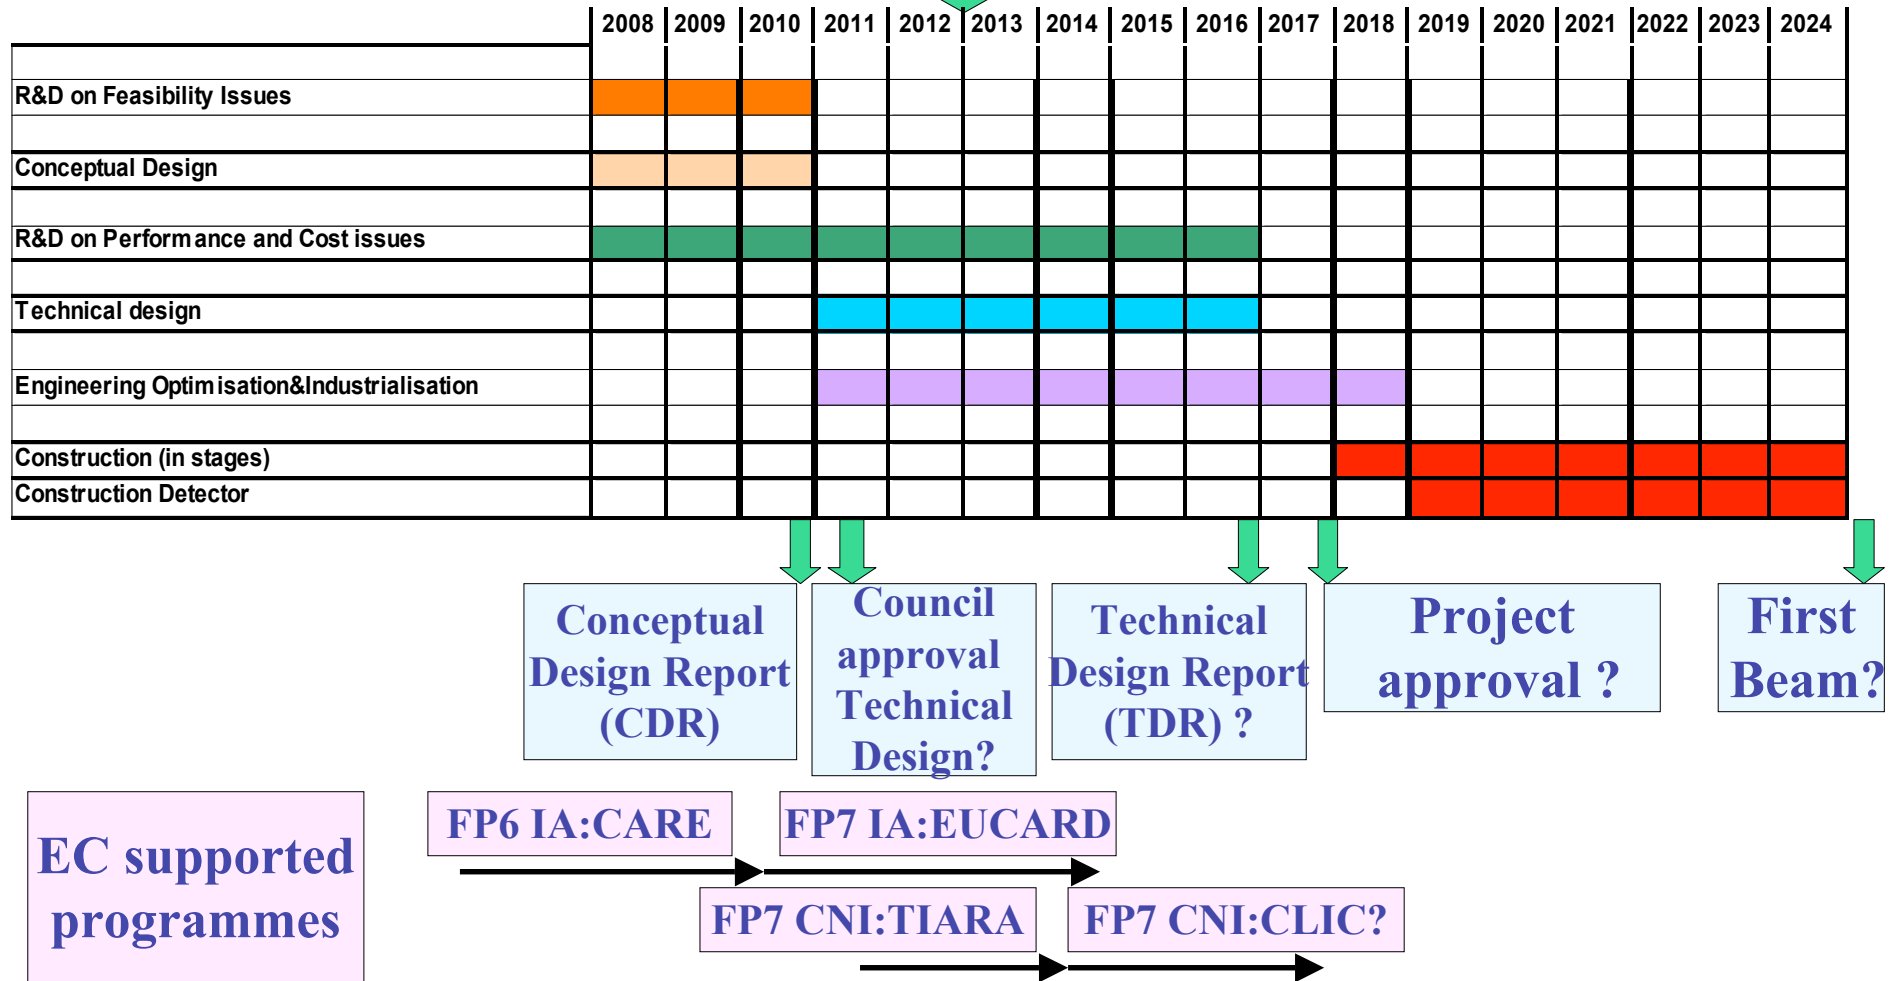 2008 2009 2010 2011 2012 2013 2014 2015 2016 2017 2018 2019 2020 2021 2022 2023 2024
R&D on Feasibility Issues
Conceptual Design
R&D on Performance and Cost issues
Technical design
Engineering Optimisation&Industrialisation
Construction (in stages)
Construction Detector
Conceptual
Design Report
(CDR)
Council
approval
Technical
Design?
Technical
Design Report
(TDR) ?
Project
approval ?
First
Beam?
EC supported
programmes
FP6 IA:CARE
FP7 IA:EUCARD
FP7 CNI:TIARA
FP7 CNI:CLIC?